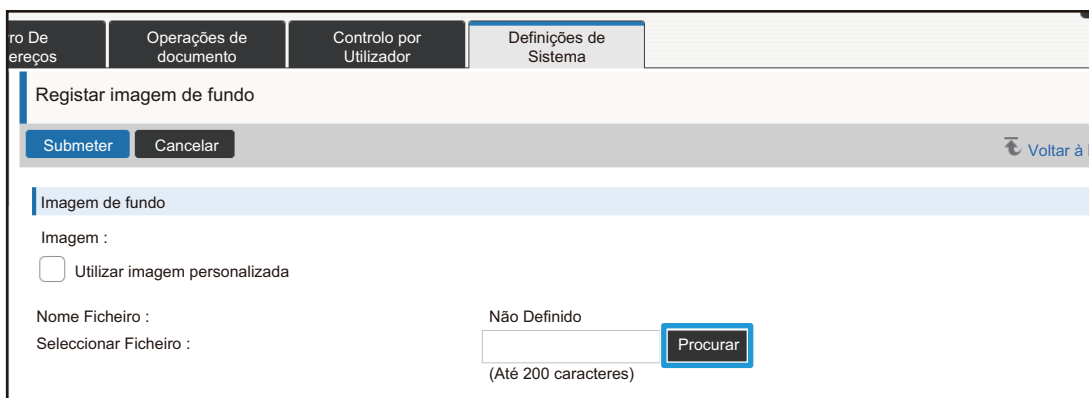 ro De
ereços
Operações de
documento
Controlo por
Utilizador
Definições de
Sistema
Registar imagem de fundo
Submeter
Cancelar
Voltar à
Imagem de fundo
Imagem :
Utilizar imagem personalizada
Nome Ficheiro :
Não Definido
Seleccionar Ficheiro :
Procurar
(Até 200 caracteres)